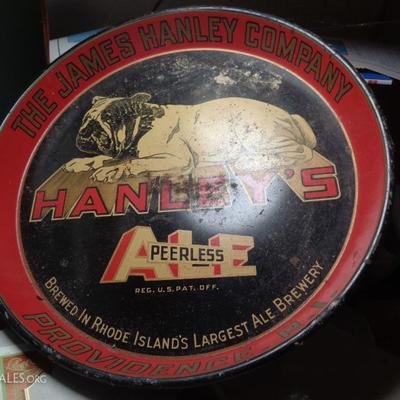 THE JAMES HANLEY COMPANY
HANLEY'S
PEERLESS
ALE
REG. U.S. PAT. OFF.
BREWED IN RHODE ISLAND'S LARGEST ALE BREWERY
PROVIDENCE R.I.
ALES.ORG